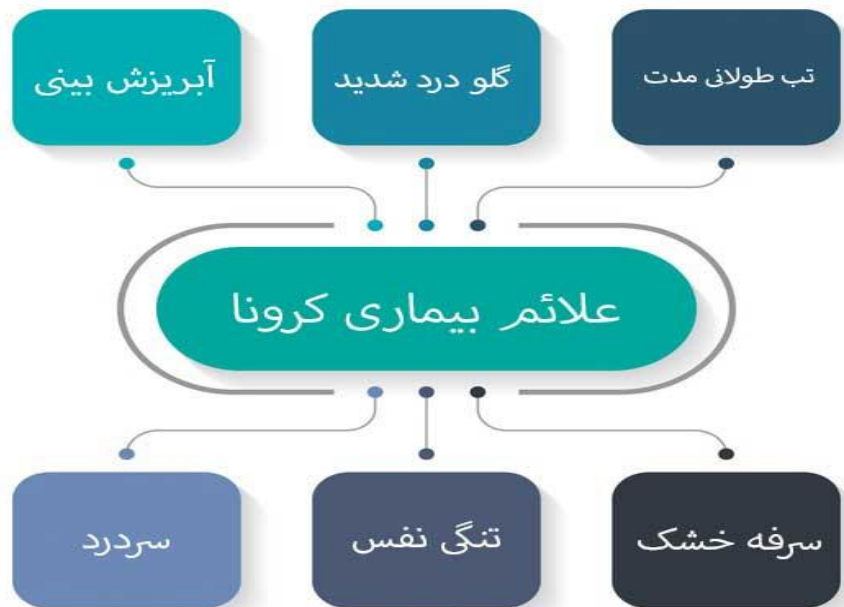 تب طولانی مدت
گلو درد شدید
آبریزش بینی
علائم بیماری کرونا
سرفه خشک
تنگی نفس
سردرد